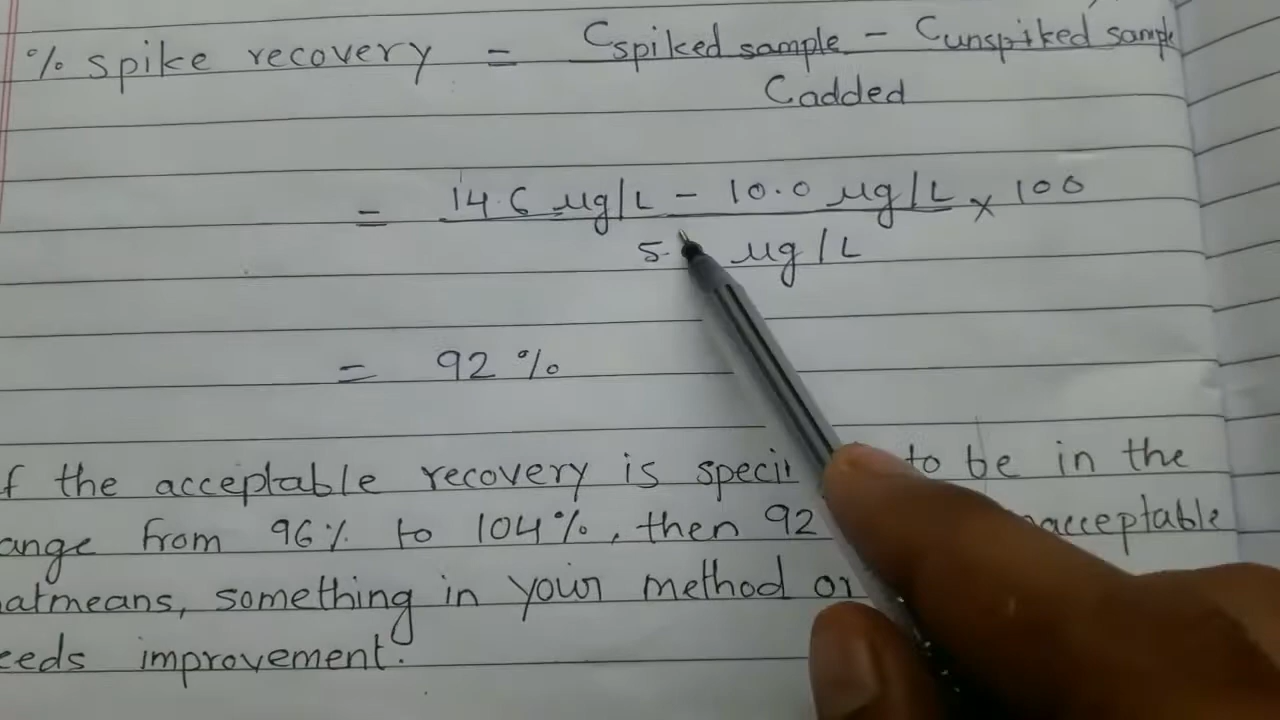 % spike recovery = Cspiked sample - Cunspiked sample
Cadded
= 14.6 µg/L - 10.0 µg/L x 100
5. µg/L
= 92 %
f the acceptable recovery is speci to be in the
ange from 96% to 104%, then 92 nacceptable
atmeans, something in your method or
eeds improvement.